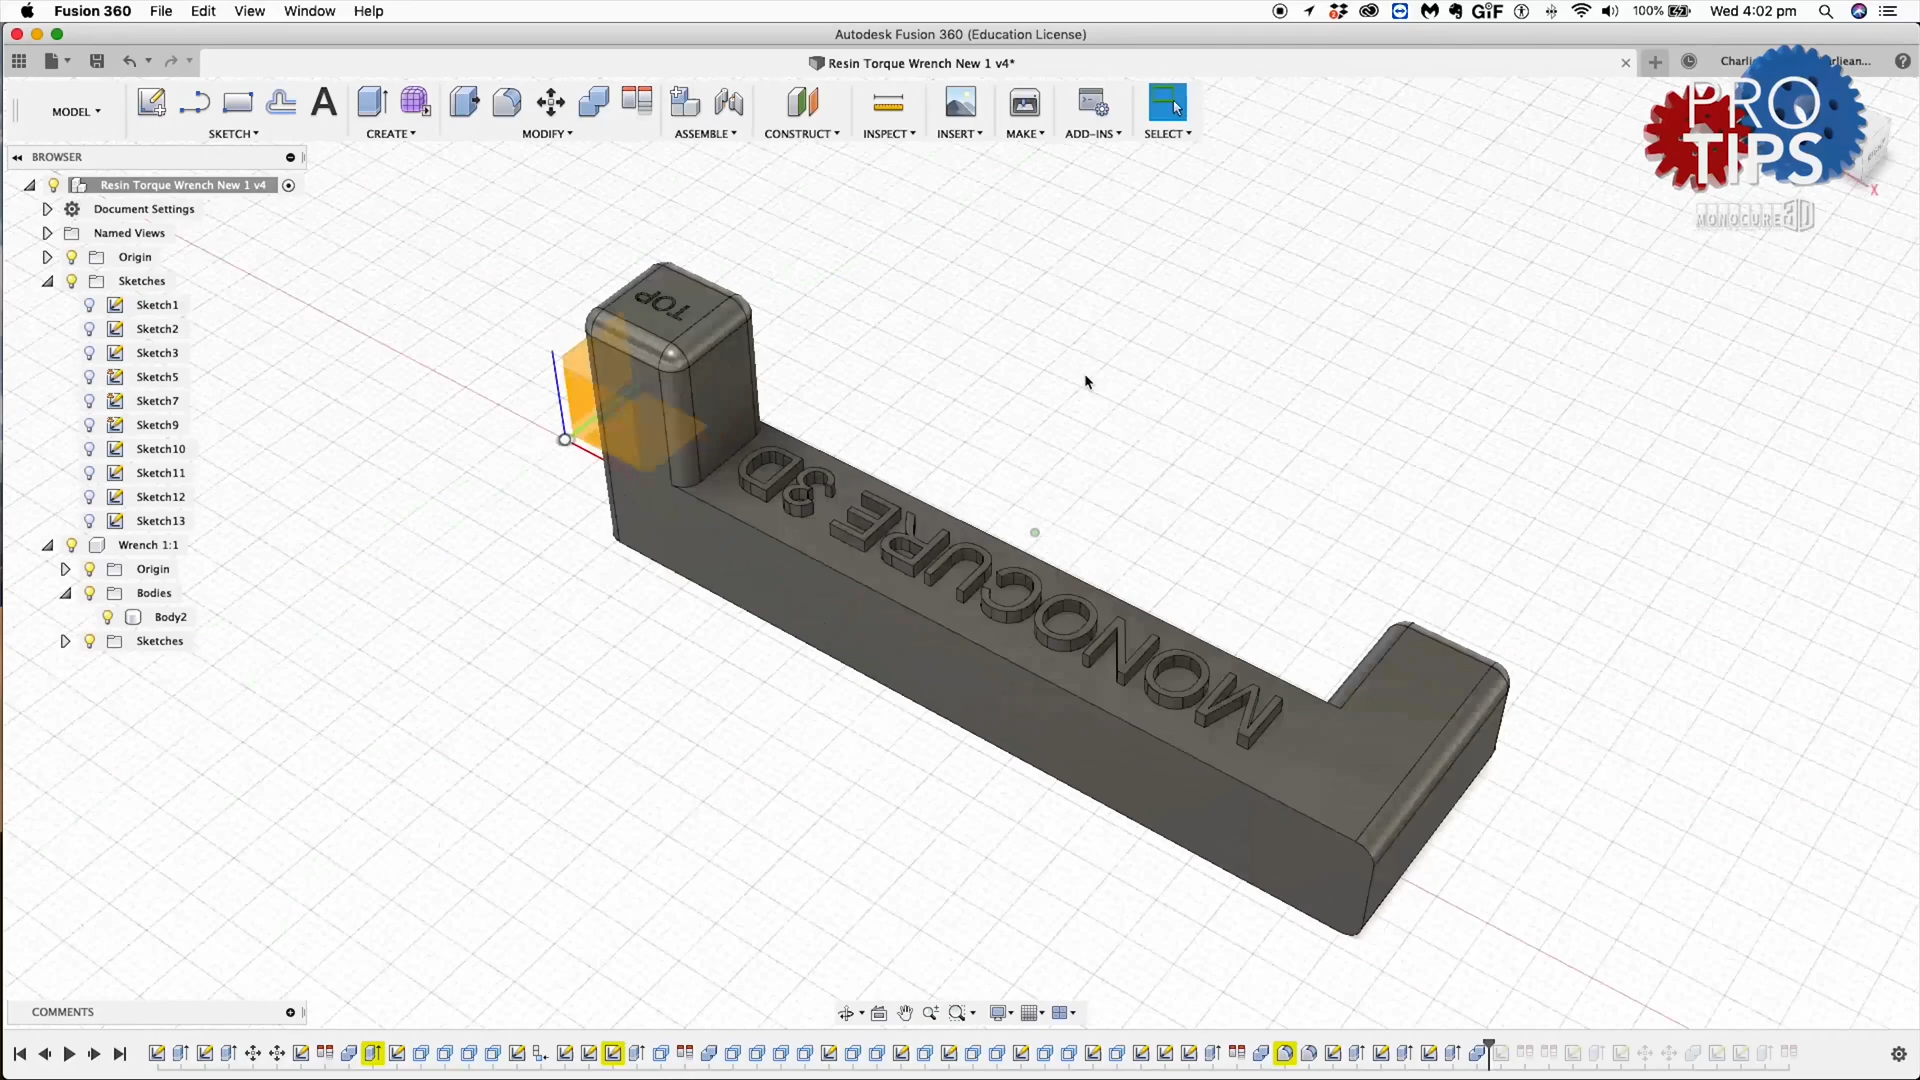 Fusion 360 File Edit View Window Help
GIF 100% Wed 4:02 pm
Autodesk Fusion 360 (Education License)
Resin Torque Wrench New 1 v4*
MODEL
SKETCH CREATE MODIFY ASSEMBLE CONSTRUCT INSPECT INSERT MAKE ADD-INS SELECT
PRO
TIPS
MONOCURE3D
X
BROWSER
Resin Torque Wrench New 1 v4
Document Settings
Named Views
Origin
Sketches
Sketch1
Sketch2
Sketch3
Sketch5
Sketch7
Sketch9
Sketch10
Sketch11
Sketch12
Sketch13
Wrench 1:1
Origin
Bodies
Body2
Sketches
TOP
MONOCURE 3D
COMMENTS